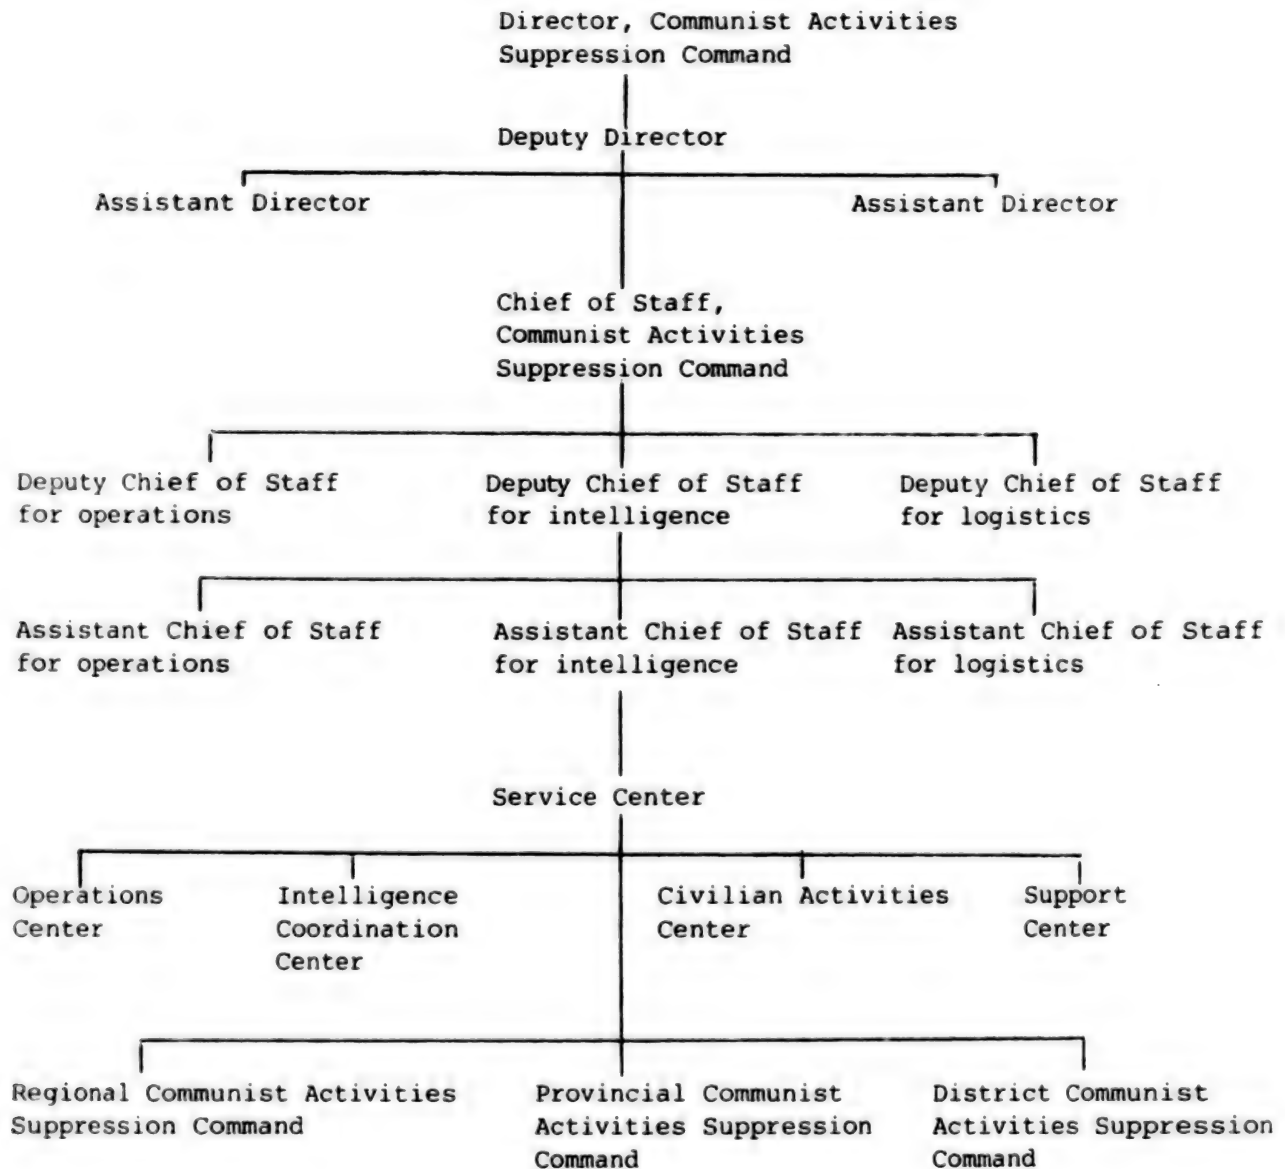 Director, Communist Activities
Suppression Command
Deputy Director
Assistant Director
Assistant Director
Chief of Staff,
Communist Activities
Suppression Command
Deputy Chief of Staff
for operations
Deputy Chief of Staff
for intelligence
Deputy Chief of Staff
for logistics
Assistant Chief of Staff
for operations
Assistant Chief of Staff
for intelligence
Assistant Chief of Staff
for logistics
Service Center
Operations
Center
Intelligence
Coordination
Center
Civilian Activities
Center
Support
Center
Regional Communist Activities
Suppression Command
Provincial Communist
Activities Suppression
Command
District Communist
Activities Suppression
Command